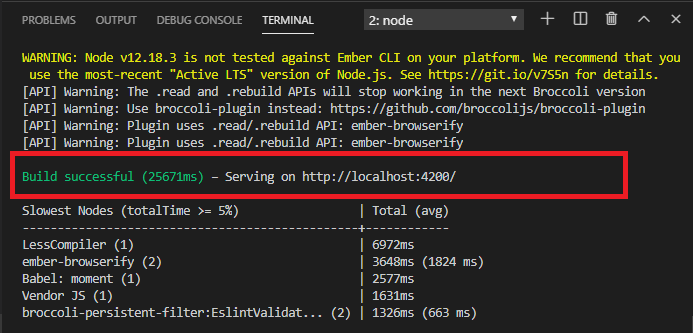 PROBLEMS OUTPUT DEBUG CONSOLE TERMINAL 2: node
WARNING: Node v12.18.3 is not tested against Ember CLI on your platform. We recommend that you
use the most-recent "Active LTS" version of Node.js. See https://git.io/v7S5n for details.
[API] Warning: The .read and .rebuild APIs will stop working in the next Broccoli version
[API] Warning: Use broccoli-plugin instead: https://github.com/broccolijs/broccoli-plugin
[API] Warning: Plugin uses .read/.rebuild API: ember-browserify
[API] Warning: Plugin uses .read/.rebuild API: ember-browserify
Build successful (25671ms) – Serving on http://localhost:4200/
Slowest Nodes (totalTime >= 5%) | Total (avg)
----------------------------------------------+-----------
LessCompiler (1) | 6972ms
ember-browserify (2) | 3648ms (1824 ms)
Babel: moment (1) | 2577ms
Vendor JS (1) | 1631ms
broccoli-persistent-filter:EslintValidat... (2) | 1326ms (663 ms)